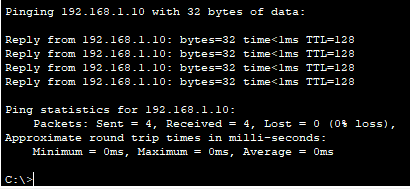 Pinging 192.168.1.10 with 32 bytes of data:
Reply from 192.168.1.10: bytes=32 time<1ms TTL=128
Reply from 192.168.1.10: bytes=32 time<1ms TTL=128
Reply from 192.168.1.10: bytes=32 time<1ms TTL=128
Reply from 192.168.1.10: bytes=32 time<1ms TTL=128
Ping statistics for 192.168.1.10:
Packets: Sent = 4, Received = 4, Lost = 0 (0% loss),
Approximate round trip times in milli-seconds:
Minimum = 0ms, Maximum = 0ms, Average = 0ms
C:\>